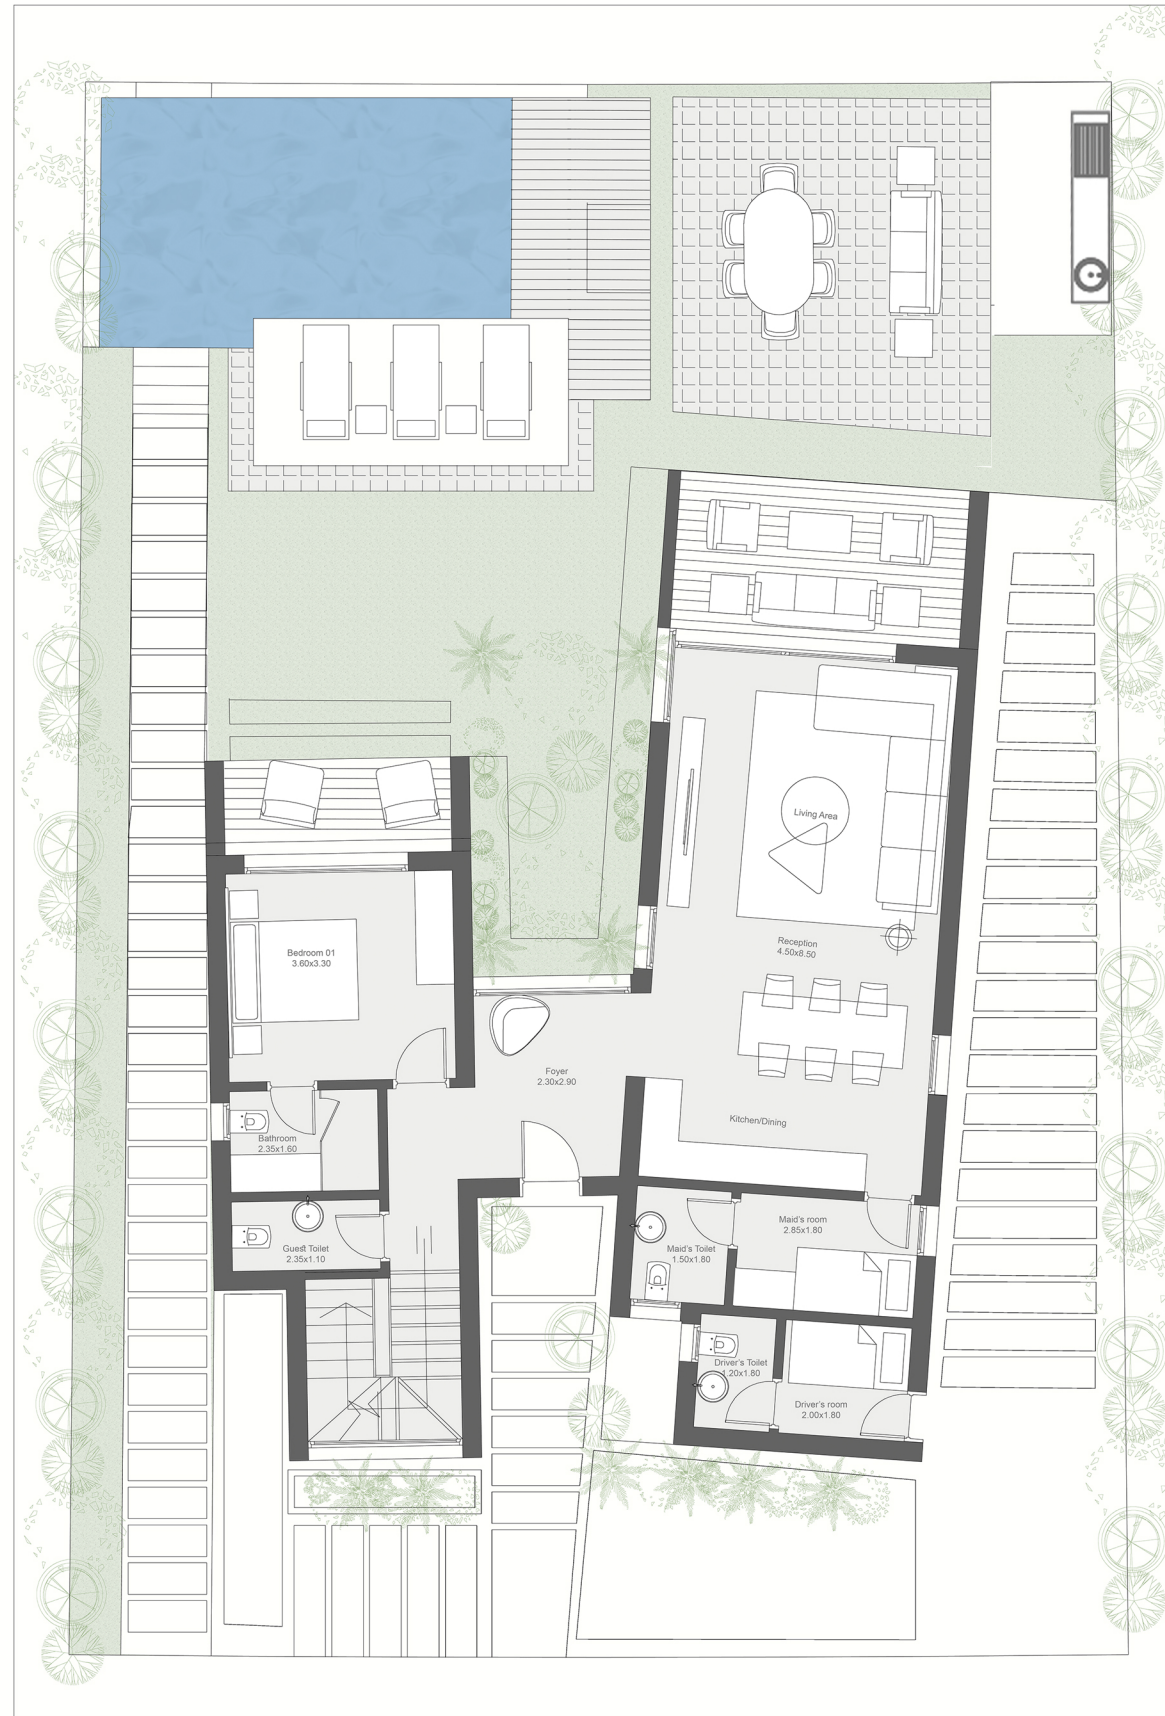 Living Area
Reception
4.50x8.50
Bedroom 01
3.60x3.30
Foyer
2.30x2.90
Kitchen/Dining
Bathroom
2.35x1.60
Guest Toilet
2.35x1.10
Maid's room
2.85x1.80
Maid's Toilet
1.50x1.80
Driver's Toilet
1.20x1.80
Driver's room
2.00x1.80